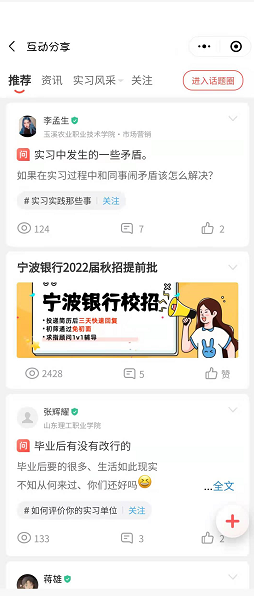 互动分享
推荐 资讯 实习风采 关注 进入话题圈
李孟生
玉溪农业职业技术学院·市场营销
问 实习中发生的一些矛盾。
如果在实习过程中和同事闹矛盾该怎么解决？
#实习实践那些事 关注
124 7 2
宁波银行2022届秋招提前批
宁波银行校招
·投递简历后三天快速回复
·初筛通过免初面
·求指顾问1v1辅导
2428 5 赞
张辉耀
山东理工职业学院
问 毕业后有没有改行的
毕业后要的很多、生活如此现实
不知从何来过、你们还好吗😆
...全文
#如何评价你的实习单位 关注
133 3 2
蒋雄